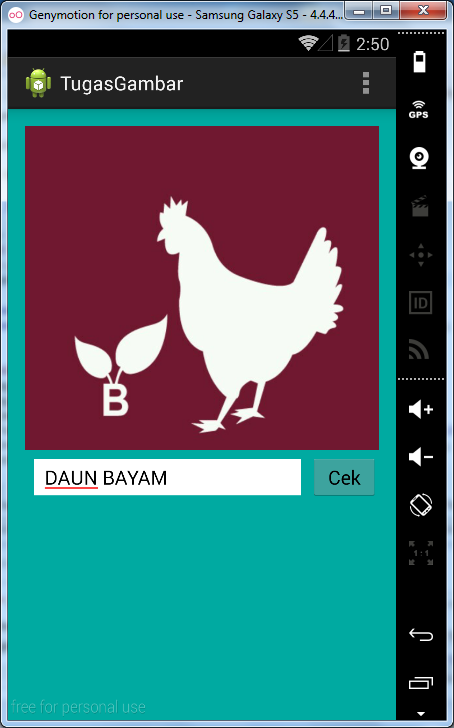 Genymotion for personal use - Samsung Galaxy S5 - 4.4.4...
2:50
TugasGambar
GPS
ID
B
DAUN BAYAM
Cek
1:1
free for personal use